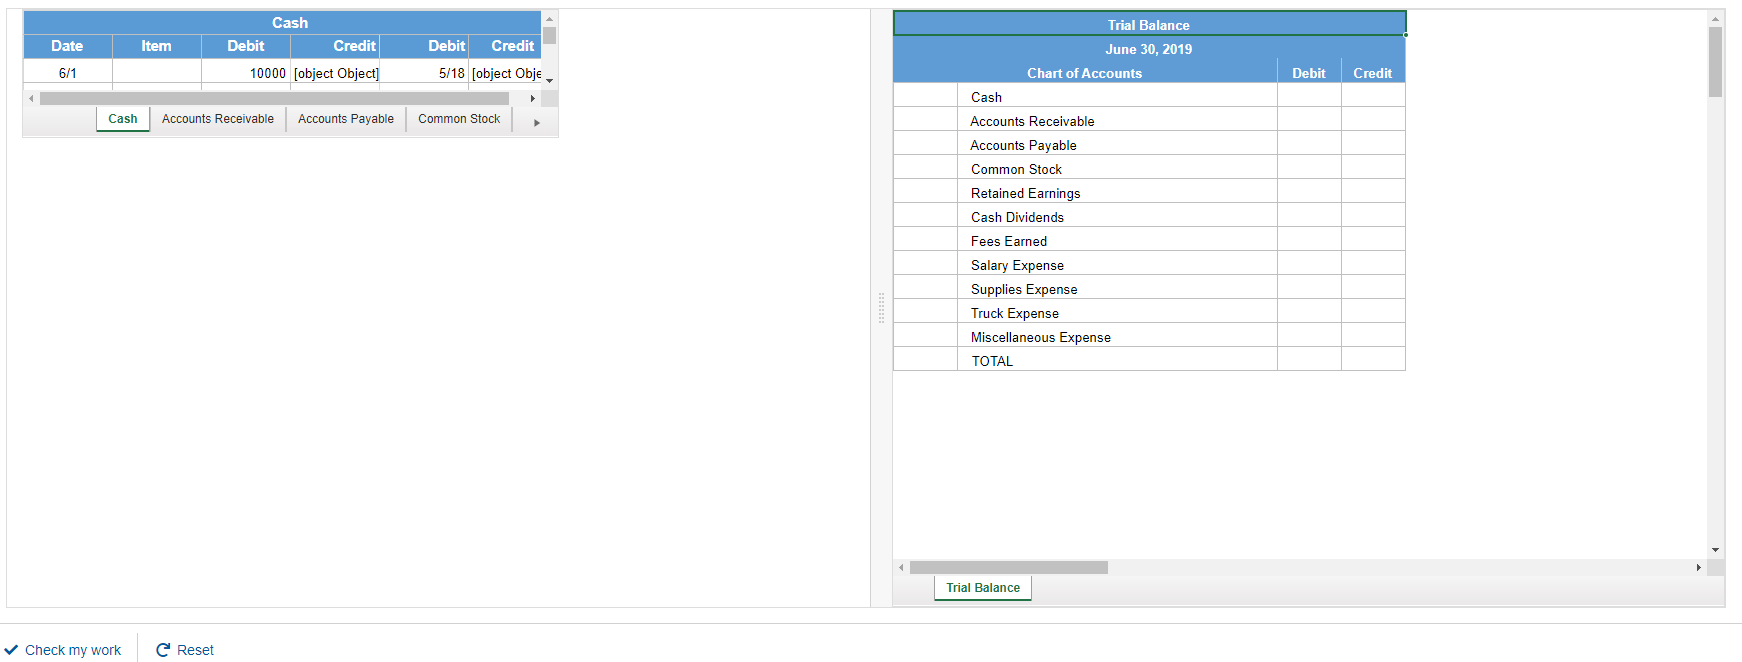 Cash
Date Item Debit Credit Debit Credit
6/1 10000 [object Object] 5/18 [object Obje
Cash Accounts Receivable Accounts Payable Common Stock
Trial Balance
June 30, 2019
Chart of Accounts Debit Credit
Cash
Accounts Receivable
Accounts Payable
Common Stock
Retained Earnings
Cash Dividends
Fees Earned
Salary Expense
Supplies Expense
Truck Expense
Miscellaneous Expense
TOTAL
Trial Balance
Check my work Reset